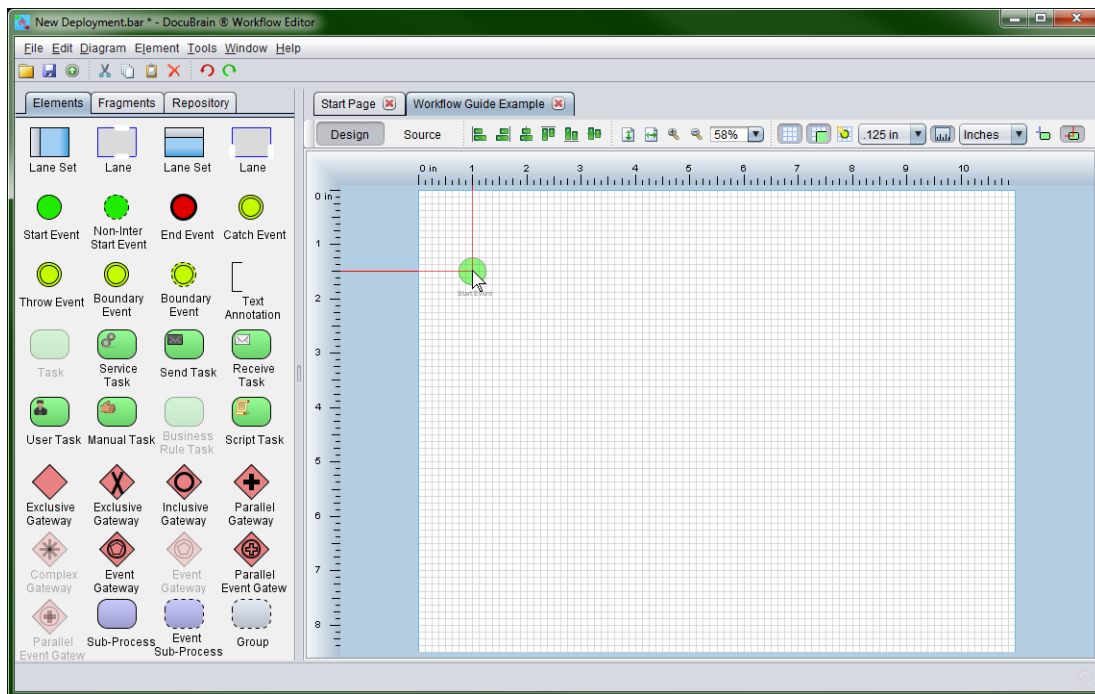 New Deployment.bar * - DocuBrain ® Workflow Editor
File Edit Diagram Element Tools Window Help
Elements Fragments Repository
Start Page Workflow Guide Example
Design Source 58% .125 in Inches
Lane Set Lane Lane Set Lane
Start Event Non-Inter Start Event End Event Catch Event
Throw Event Boundary Event Boundary Event Text Annotation
Task Service Task Send Task Receive Task
User Task Manual Task Business Rule Task Script Task
Exclusive Gateway Exclusive Gateway Inclusive Gateway Parallel Gateway
Complex Gateway Event Gateway Event Gateway Parallel Event Gatew
Parallel Event Gatew Sub-Process Event Sub-Process Group
0 in 1 2 3 4 5 6 7 8 9 10
0 in
1
2
3
4
5
6
7
8
Start Event